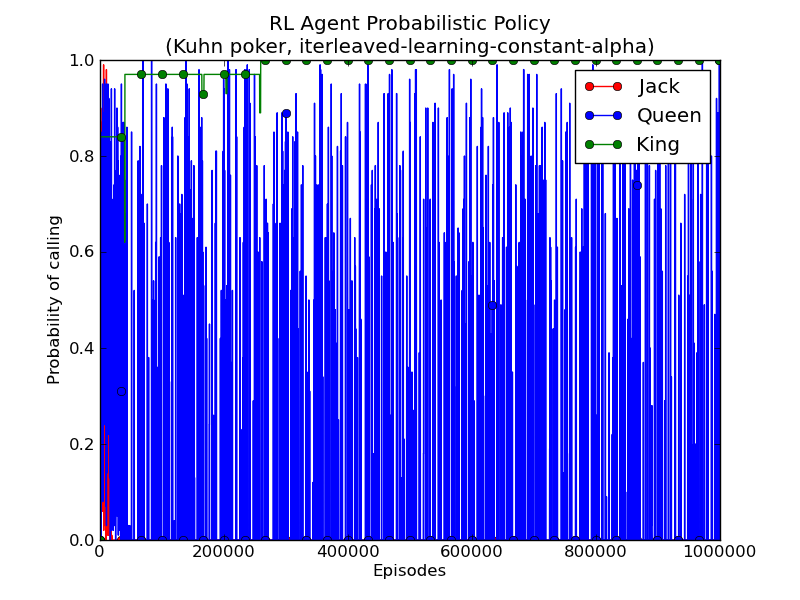 RL Agent Probabilistic Policy
(Kuhn poker, iterleaved-learning-constant-alpha)
1.0
0.8
0.6
0.4
0.2
0.0
Probability of calling
Jack
Queen
King
0
200000
400000
600000
800000
1000000
Episodes